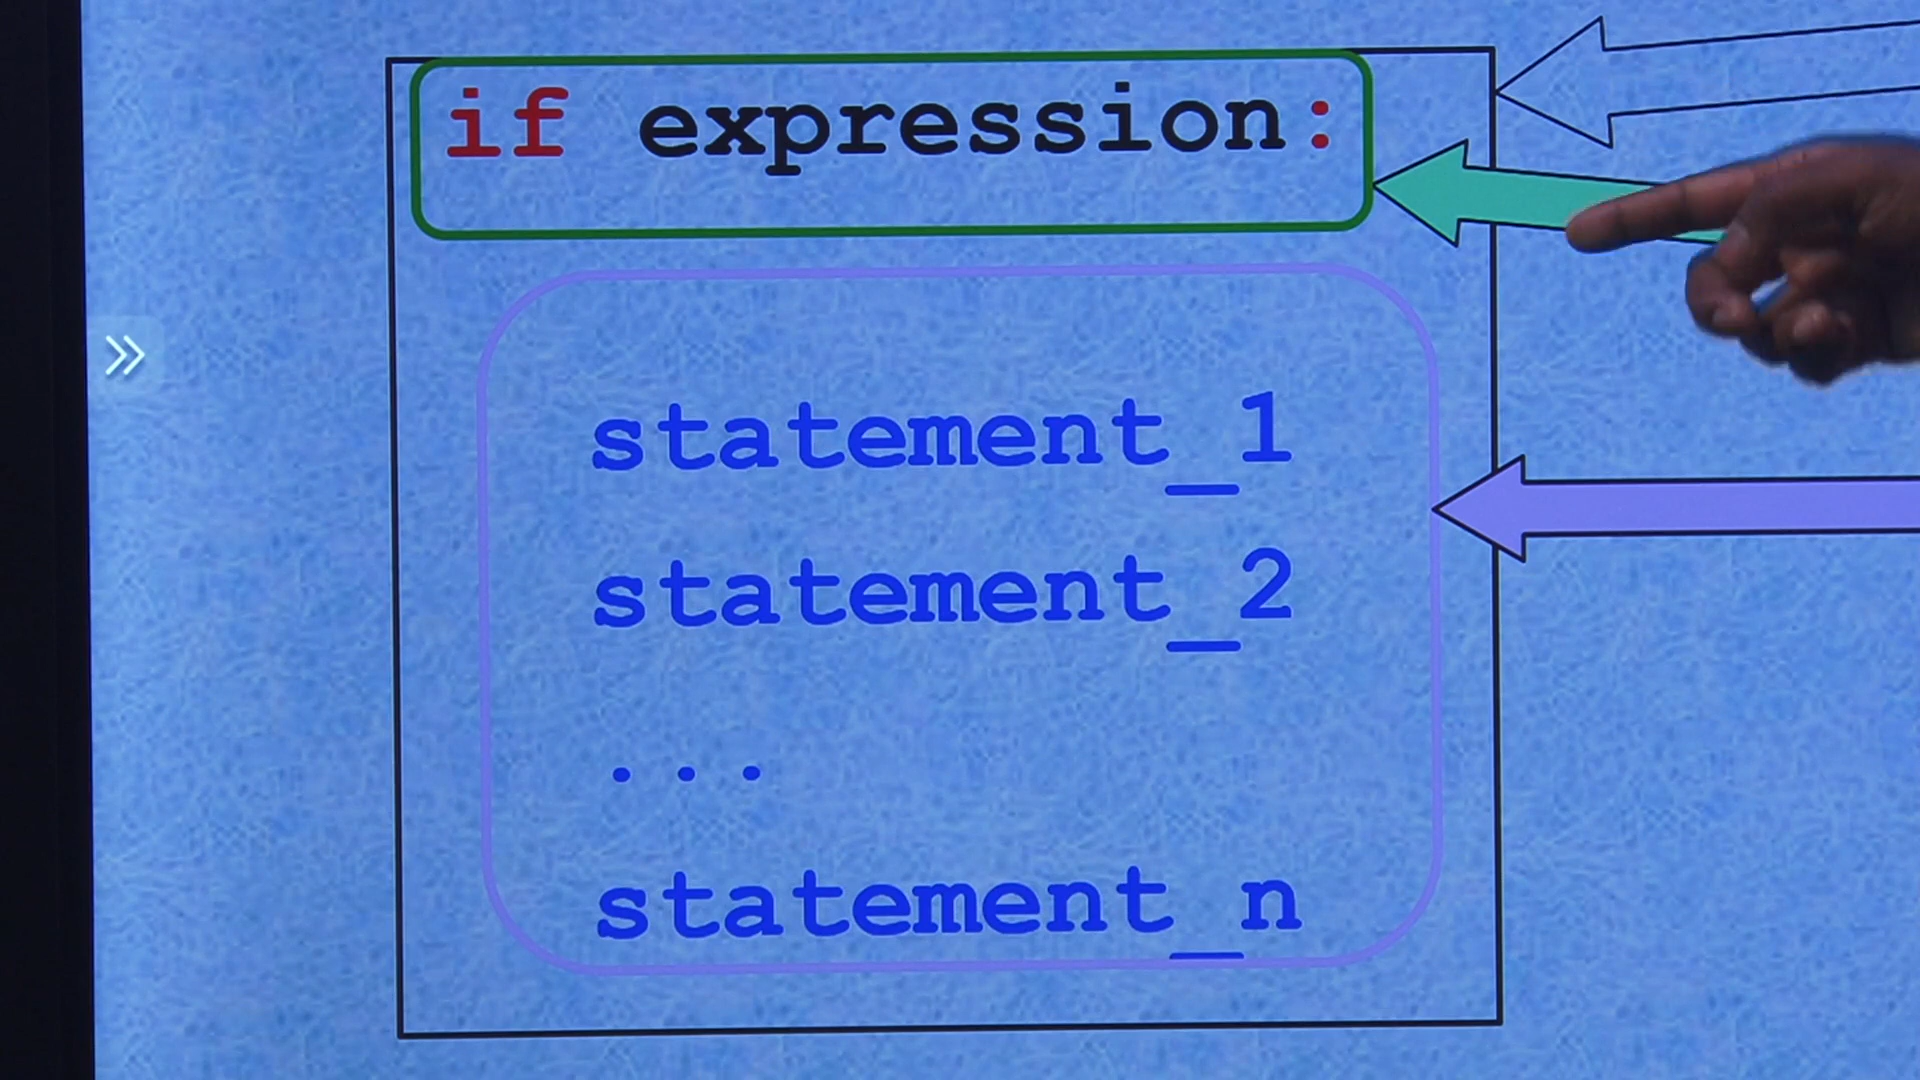 if expression:
statement_1
statement_2
...
statement_n